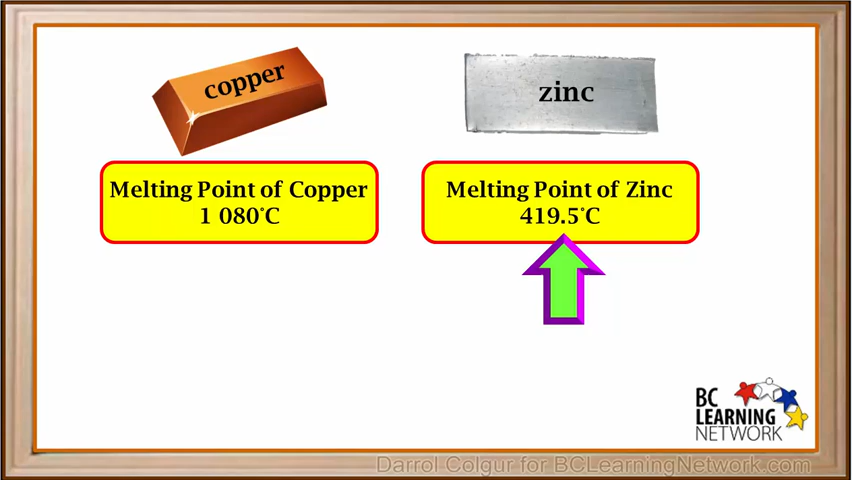 copper
zinc
Melting Point of Copper
1 080°C
Melting Point of Zinc
419.5°C
BC
LEARNING
NETWORK
Darrol Colgur for BCLearningNetwork.com